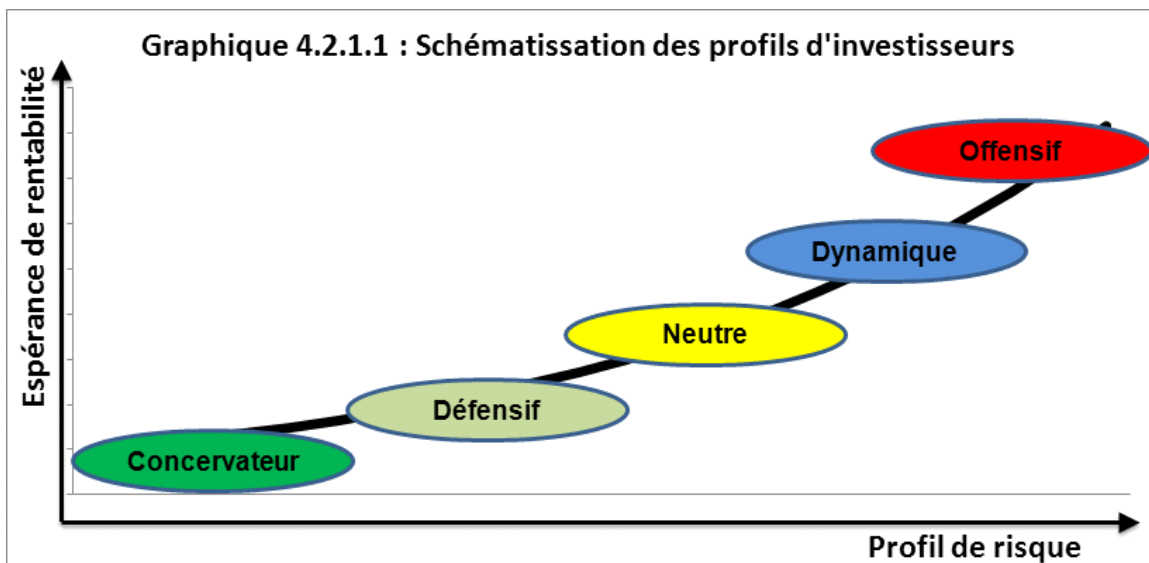 Graphique 4.2.1.1 : Schématissation des profils d'investisseurs
Espérance de rentabilité
Offensif
Dynamique
Neutre
Défensif
Concervateur
Profil de risque